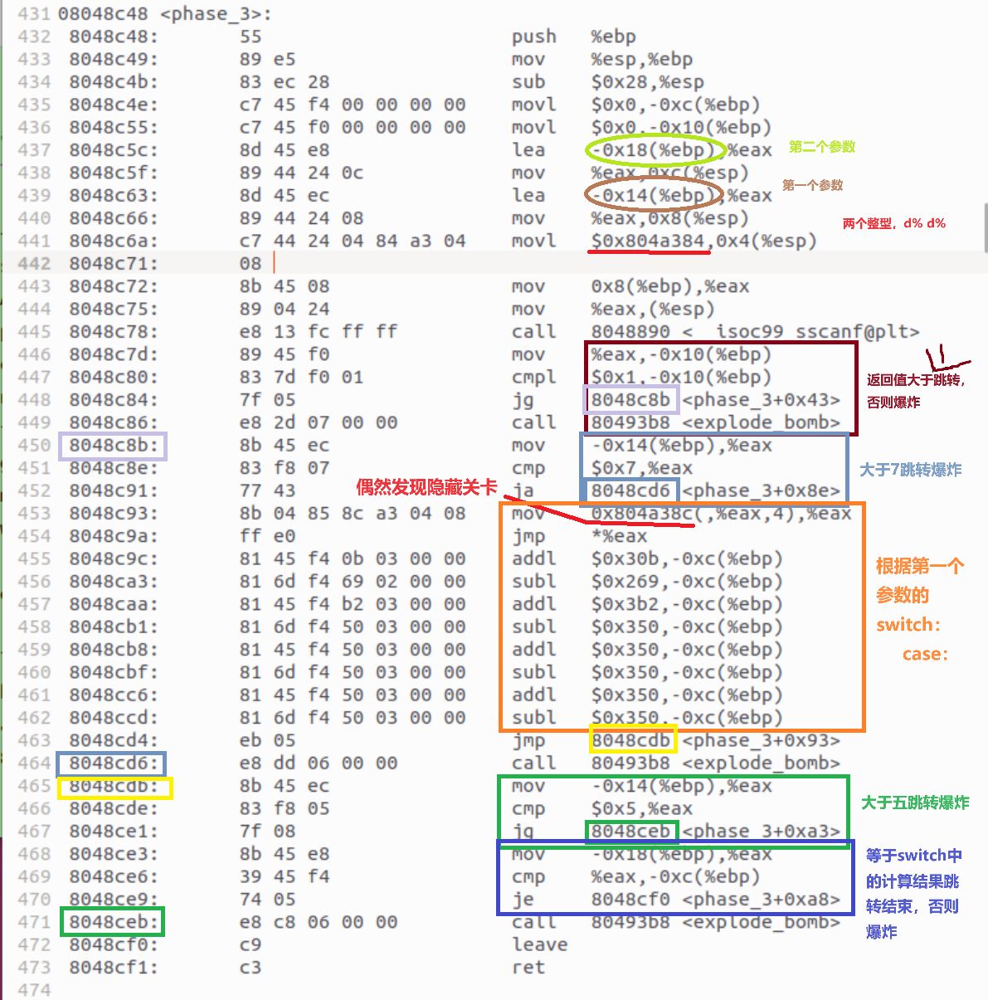 431 08048c48 <phase_3>:
432 8048c48: 55 push %ebp
433 8048c49: 89 e5 mov %esp,%ebp
434 8048c4b: 83 ec 28 sub $0x28,%esp
435 8048c4e: c7 45 f4 00 00 00 00 movl $0x0,-0xc(%ebp)
436 8048c55: c7 45 f0 00 00 00 00 movl $0x0,-0x10(%ebp)
437 8048c5c: 8d 45 e8 lea -0x18(%ebp),%eax 第二个参数
438 8048c5f: 89 44 24 0c mov %eax,0xc(%esp)
439 8048c63: 8d 45 ec lea -0x14(%ebp),%eax 第一个参数
440 8048c66: 89 44 24 08 mov %eax,0x8(%esp) 两个整型，d% d%
441 8048c6a: c7 44 24 04 84 a3 04 movl $0x804a384,0x4(%esp)
442 8048c71: 08
443 8048c72: 8b 45 08 mov 0x8(%ebp),%eax
444 8048c75: 89 04 24 mov %eax,(%esp)
445 8048c78: e8 13 fc ff ff call 8048890 <__isoc99_sscanf@plt>
446 8048c7d: 89 45 f0 mov %eax,-0x10(%ebp)
447 8048c80: 83 7d f0 01 cmpl $0x1,-0x10(%ebp) 返回值大于跳转，
448 8048c84: 7f 05 jg 8048c8b <phase_3+0x43> 否则爆炸
449 8048c86: e8 2d 07 00 00 call 80493b8 <explode_bomb>
450 8048c8b: 8b 45 ec mov -0x14(%ebp),%eax
451 8048c8e: 83 f8 07 cmp $0x7,%eax 大于7跳转爆炸
452 8048c91: 77 43 偶然发现隐藏关卡 ja 8048cd6 <phase_3+0x8e>
453 8048c93: 8b 04 85 8c a3 04 08 mov 0x804a38c(,%eax,4),%eax
454 8048c9a: ff e0 jmp *%eax
455 8048c9c: 81 45 f4 0b 03 00 00 addl $0x30b,-0xc(%ebp) 根据第一个
456 8048ca3: 81 6d f4 69 02 00 00 subl $0x269,-0xc(%ebp) 参数的
457 8048caa: 81 45 f4 b2 03 00 00 addl $0x3b2,-0xc(%ebp)
458 8048cb1: 81 6d f4 50 03 00 00 subl $0x350,-0xc(%ebp) switch：
459 8048cb8: 81 45 f4 50 03 00 00 addl $0x350,-0xc(%ebp) case：
460 8048cbf: 81 6d f4 50 03 00 00 subl $0x350,-0xc(%ebp)
461 8048cc6: 81 45 f4 50 03 00 00 addl $0x350,-0xc(%ebp)
462 8048ccd: 81 6d f4 50 03 00 00 subl $0x350,-0xc(%ebp)
463 8048cd4: eb 05 jmp 8048cdb <phase_3+0x93>
464 8048cd6: e8 dd 06 00 00 call 80493b8 <explode_bomb>
465 8048cdb: 8b 45 ec mov -0x14(%ebp),%eax
466 8048cde: 83 f8 05 cmp $0x5,%eax 大于五跳转爆炸
467 8048ce1: 7f 08 jg 8048ceb <phase_3+0xa3>
468 8048ce3: 8b 45 e8 mov -0x18(%ebp),%eax 等于switch中
469 8048ce6: 39 45 f4 cmp %eax,-0xc(%ebp) 的计算结果跳
470 8048ce9: 74 05 je 8048cf0 <phase_3+0xa8> 转结束，否则
471 8048ceb: e8 c8 06 00 00 call 80493b8 <explode_bomb> 爆炸
472 8048cf0: c9 leave
473 8048cf1: c3 ret
474